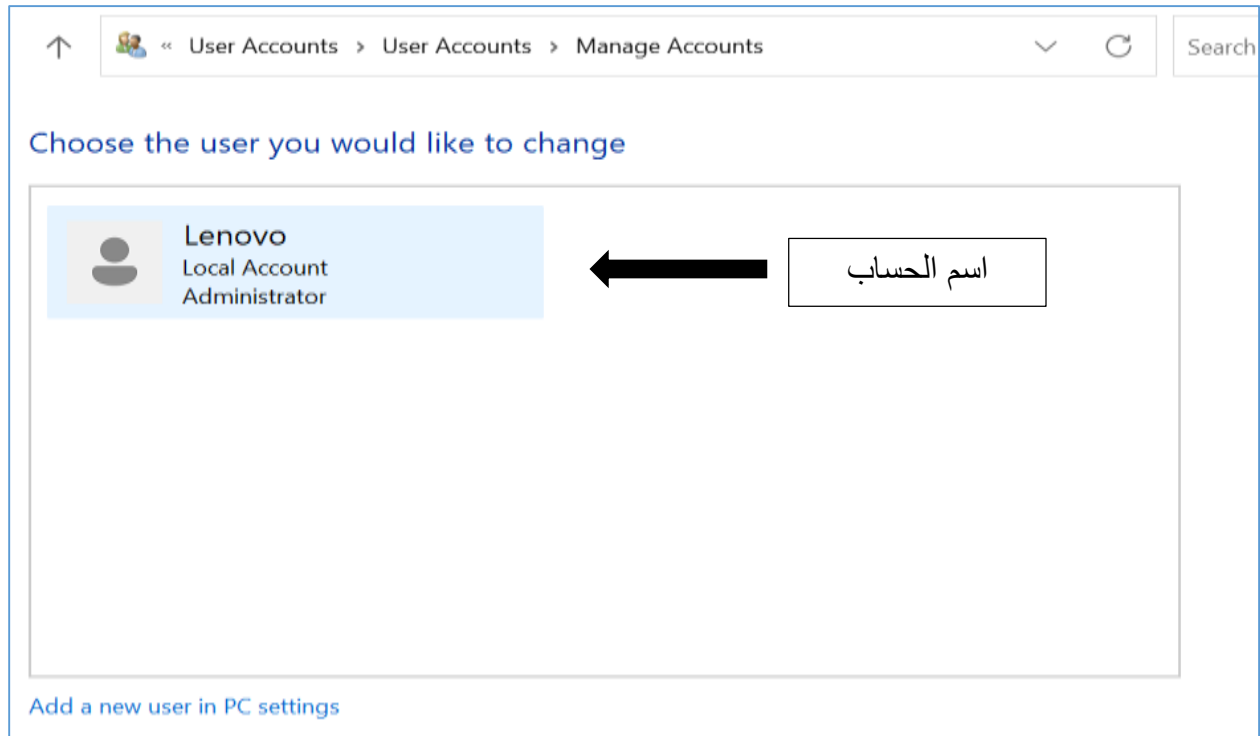 « User Accounts > User Accounts > Manage Accounts
Search
Choose the user you would like to change
Lenovo
Local Account
Administrator
اسم الحساب
Add a new user in PC settings